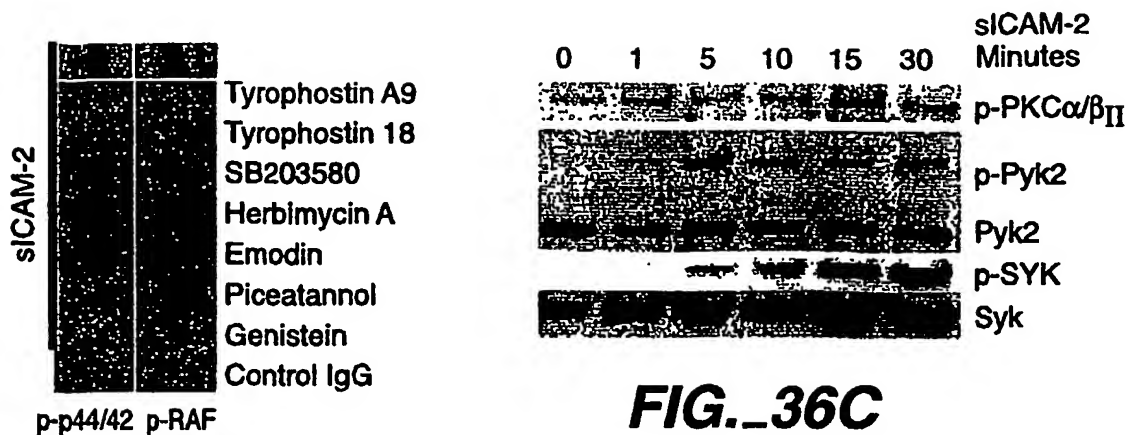 sICAM-2
Tyrophostin A9
Tyrophostin 18
SB203580
Herbimycin A
Emodin
Piceatannol
Genistein
Control IgG
p-p44/42 p-RAF
sICAM-2
0 1 5 10 15 30 Minutes
p-PKCα/βII
p-Pyk2
Pyk2
p-SYK
Syk
FIG._36C